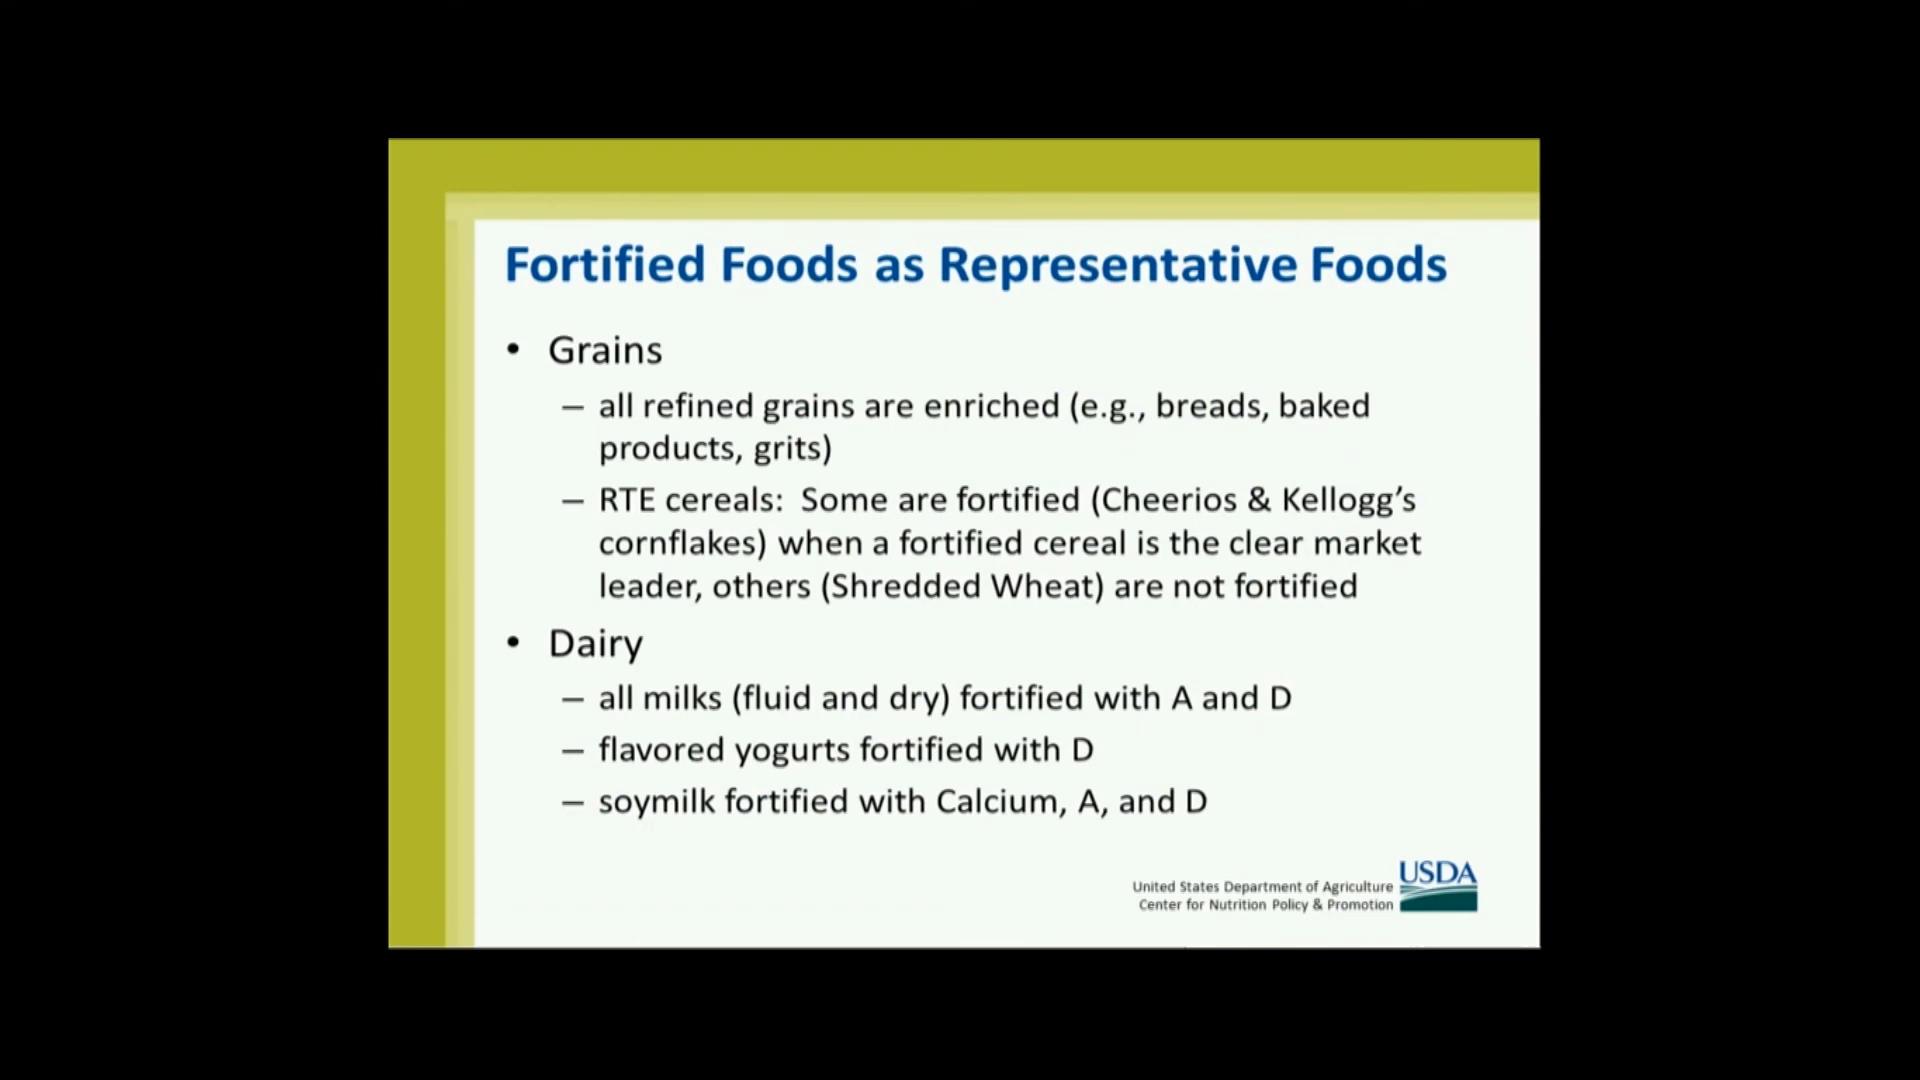 Fortified Foods as Representative Foods
• Grains
– all refined grains are enriched (e.g., breads, baked
products, grits)
– RTE cereals:  Some are fortified (Cheerios & Kellogg’s
cornflakes) when a fortified cereal is the clear market
leader, others (Shredded Wheat) are not fortified
• Dairy
– all milks (fluid and dry) fortified with A and D
– flavored yogurts fortified with D
– soymilk fortified with Calcium, A, and D
United States Department of Agriculture
Center for Nutrition Policy & Promotion
USDA